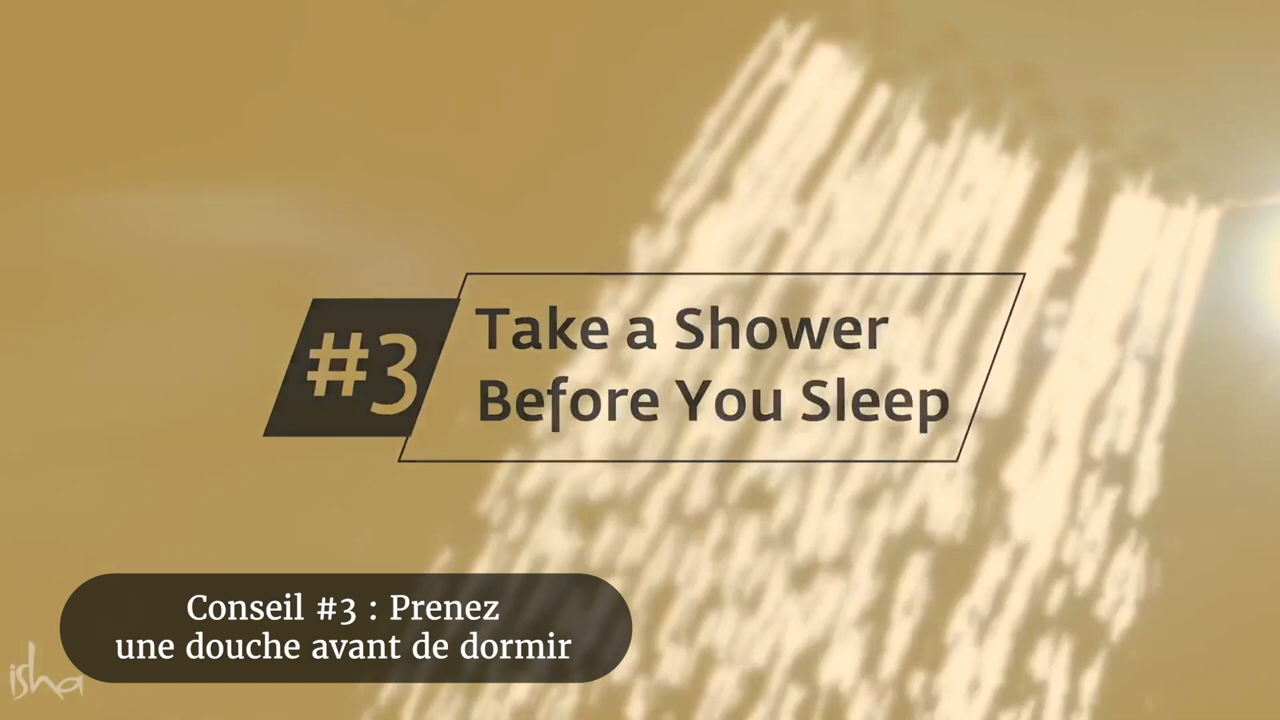 #3
Take a Shower
Before You Sleep
Conseil #3 : Prenez
une douche avant de dormir
isha